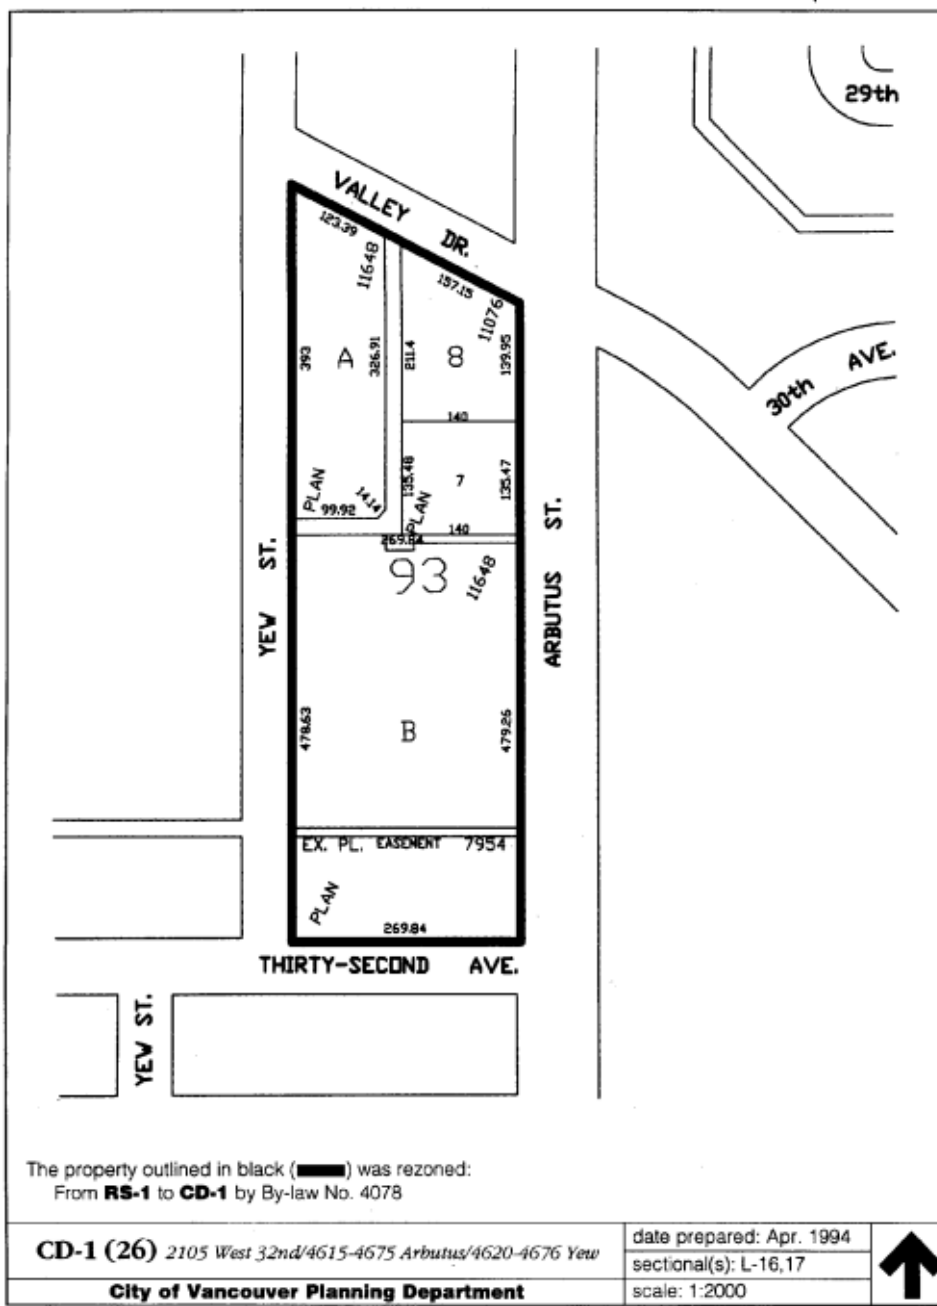 29th
VALLEY DR.
123.39
11648
157.15
11076
393
A
326.91
211.4
8
139.95
30th AVE.
140
PLAN
99.92
14.14
135.48
PLAN
7
135.47
140
269.84
93
11648
YEW ST.
ARBUTUS ST.
478.63
B
479.26
EX. PL. EASEMENT 7954
PLAN
269.84
THIRTY-SECOND AVE.
YEW ST.
The property outlined in black ( ) was rezoned:
From RS-1 to CD-1 by By-law No. 4078
CD-1 (26) 2105 West 32nd/4615-4675 Arbutus/4620-4676 Yew
date prepared: Apr. 1994
sectional(s): L-16,17
City of Vancouver Planning Department
scale: 1:2000